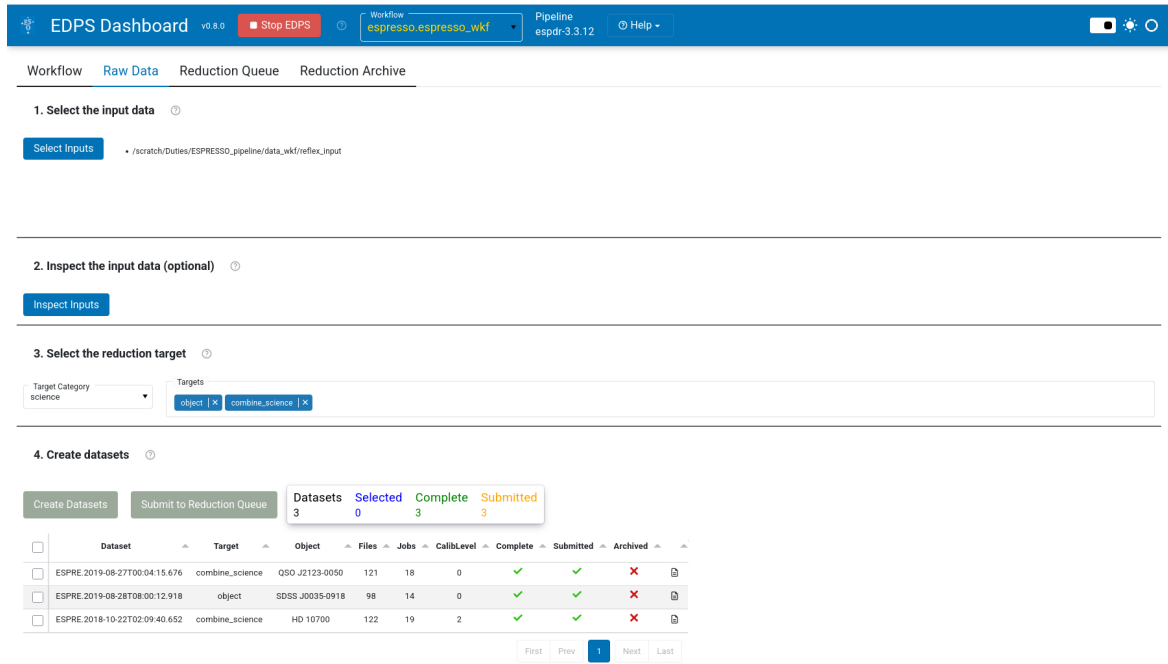 EDPS Dashboard v0.8.0 Stop EDPS Workflow espresso.espresso_wkf Pipeline espdr-3.3.12 Help
Workflow Raw Data Reduction Queue Reduction Archive
1. Select the input data
Select Inputs • /scratch/Duties/ESPRESSO_pipeline/data_wkf/reflex_input
2. Inspect the input data (optional)
Inspect Inputs
3. Select the reduction target
Target Category Targets
science object × combine_science ×
4. Create datasets
Create Datasets Submit to Reduction Queue
Datasets Selected Complete Submitted
3 0 3 3
Dataset Target Object Files Jobs CalibLevel Complete Submitted Archived
ESPRE.2019-08-27T00:04:15.676 combine_science QSO J2123-0050 121 18 0
ESPRE.2019-08-28T08:00:12.918 object SDSS J0035-0918 98 14 0
ESPRE.2018-10-22T02:09:40.652 combine_science HD 10700 122 19 2
First Prev 1 Next Last